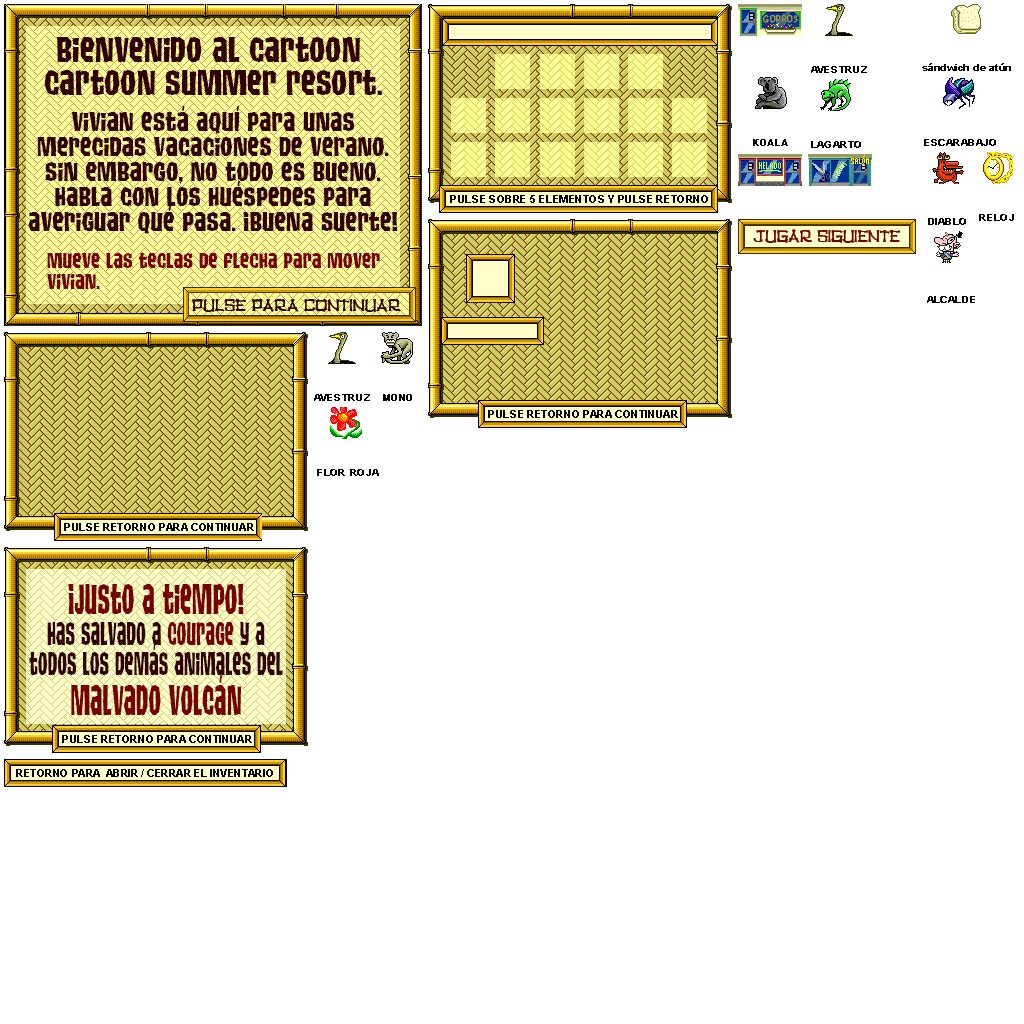 BIENVENIDO AL CARTOON
CARTOON SUMMER RESORT.
VIVIAN ESTÁ AQUÍ PARA UNAS
MERECIDAS VACACIONES DE VERANO.
SIN EMBARGO, NO TODO ES BUENO.
HABLA CON LOS HUÉSPEDES PARA
AVERIGUAR QUÉ PASA. ¡BUENA SUERTE!
MUEVE LAS TECLAS DE FLECHA PARA MOVER
VIVIAN.
PULSE PARA CONTINUAR
PULSE SOBRE 5 ELEMENTOS Y PULSE RETORNO
PULSE RETORNO PARA CONTINUAR
GORROS
AVESTRUZ
sándwich de atún
KOALA
LAGARTO
ESCARABAJO
HELADO
SALON
DIABLO
RELOJ
JUGAR SIGUIENTE
ALCALDE
AVESTRUZ
MONO
FLOR ROJA
PULSE RETORNO PARA CONTINUAR
¡JUSTO A TIEMPO!
HAS SALVADO A COURAGE Y A
TODOS LOS DEMÁS ANIMALES DEL
MALVADO VOLCÁN
PULSE RETORNO PARA CONTINUAR
RETORNO PARA ABRIR / CERRAR EL INVENTARIO